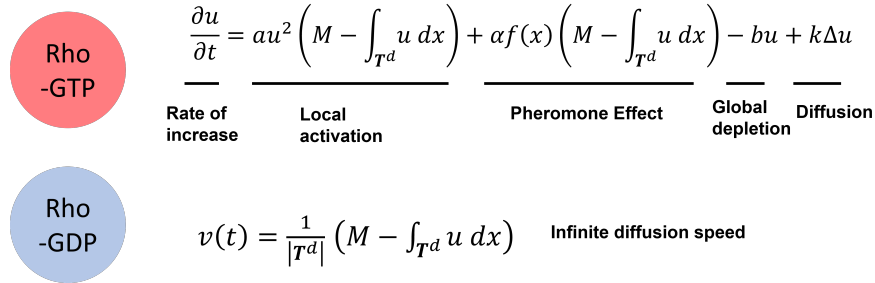 Rho
-GTP
∂u/∂t = au² (M − ∫_{T^d} u dx) + αf(x) (M − ∫_{T^d} u dx) − bu + kΔu
Rate of
increase
Local
activation
Pheromone Effect
Global
depletion
Diffusion
Rho
-GDP
v(t) = 1/|T^d| (M − ∫_{T^d} u dx)
Infinite diffusion speed